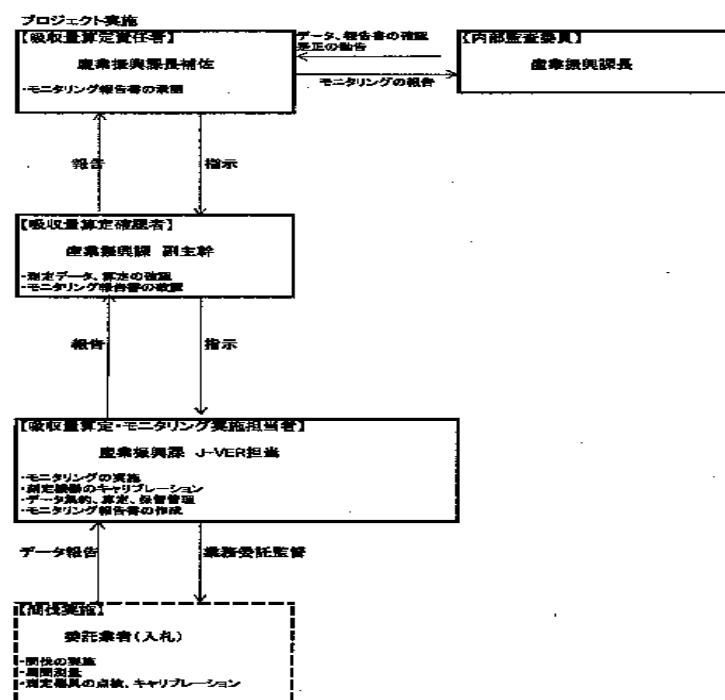 プロジェクト実施
【吸収量算定責任者】
産業振興課長補佐
・モニタリング報告書の承認
データ、報告書の確認
是正の勧告
モニタリングの報告
【内部監査委員】
産業振興課長
報告
指示
【吸収量算定確認者】
産業振興課 副主幹
・測定データ、算定の確認
・モニタリング報告書の
報告
指示
【吸収量算定・モニタリング実施担当者】
産業振興課 J-VER担当
・モニタリングの実施
・測定機器のキャリブレーション
・データ集約、算定、保管管理
・モニタリング報告書の作成
データ報告
業務委託監督
【間伐実施】
委託業者(入札)
・間伐の実施
・周囲測量
・測定器具の点検、キャリブレーション